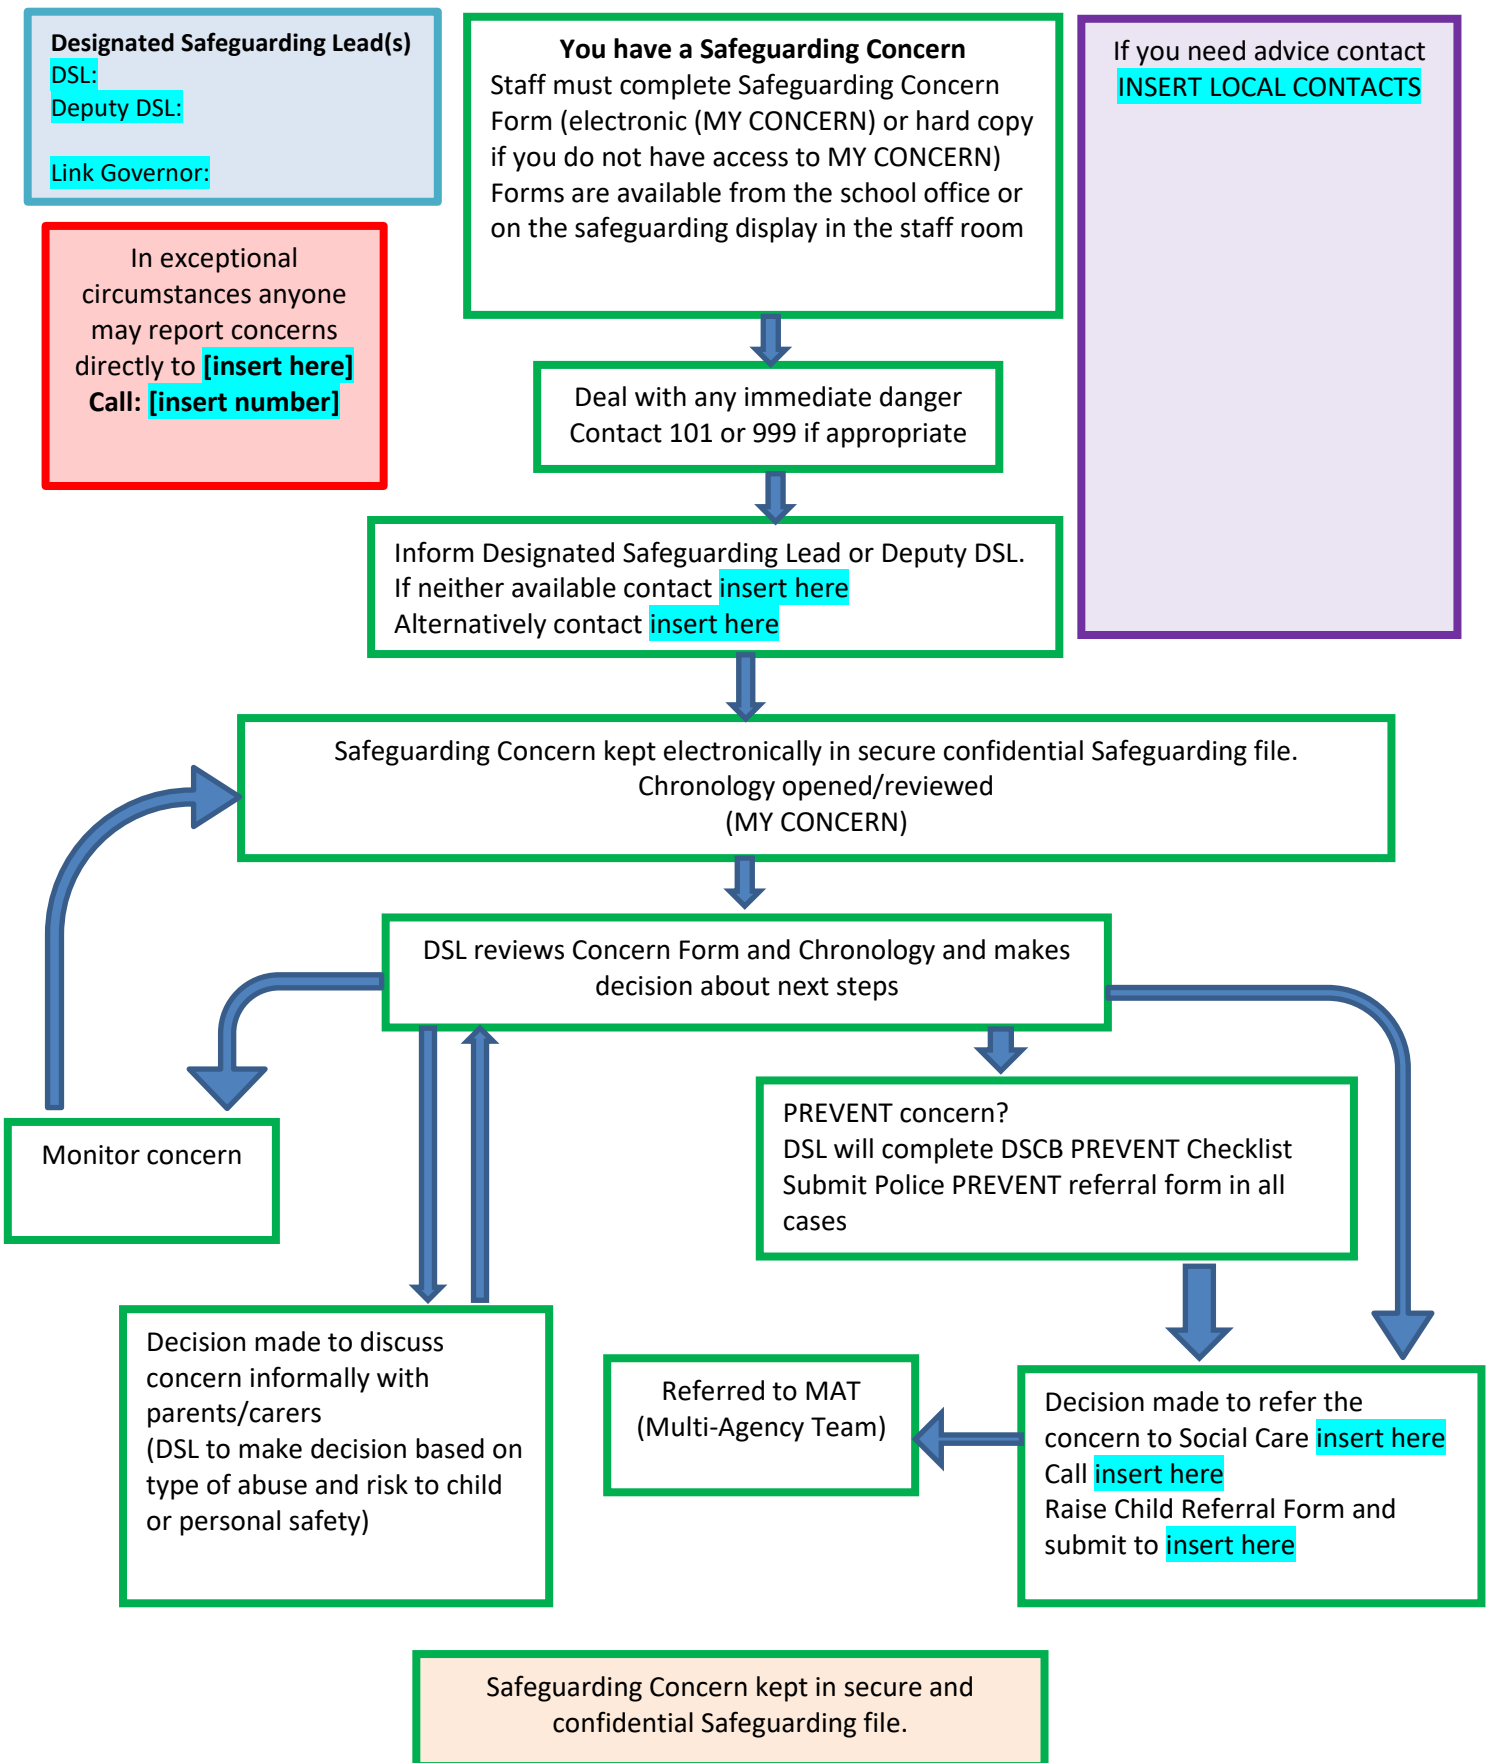 Designated Safeguarding Lead(s)
DSL:
Deputy DSL:
Link Governor:
You have a Safeguarding Concern
Staff must complete Safeguarding Concern
Form (electronic (MY CONCERN) or hard copy
if you do not have access to MY CONCERN)
Forms are available from the school office or
on the safeguarding display in the staff room
If you need advice contact
INSERT LOCAL CONTACTS
In exceptional
circumstances anyone
may report concerns
directly to [insert here]
Call: [insert number]
Deal with any immediate danger
Contact 101 or 999 if appropriate
Inform Designated Safeguarding Lead or Deputy DSL.
If neither available contact insert here
Alternatively contact insert here
Safeguarding Concern kept electronically in secure confidential Safeguarding file.
Chronology opened/reviewed
(MY CONCERN)
DSL reviews Concern Form and Chronology and makes
decision about next steps
Monitor concern
PREVENT concern?
DSL will complete DSCB PREVENT Checklist
Submit Police PREVENT referral form in all
cases
Decision made to discuss
concern informally with
parents/carers
(DSL to make decision based on
type of abuse and risk to child
or personal safety)
Referred to MAT
(Multi-Agency Team)
Decision made to refer the
concern to Social Care insert here
Call insert here
Raise Child Referral Form and
submit to insert here
Safeguarding Concern kept in secure and
confidential Safeguarding file.